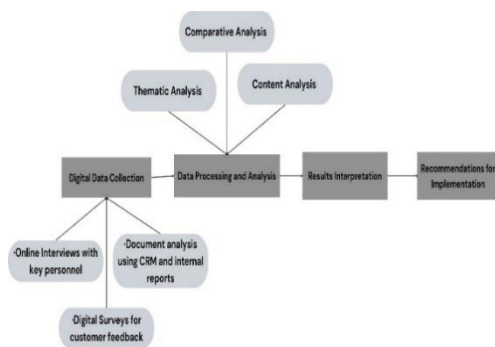 Comparative Analysis
Thematic Analysis
Content Analysis
Digital Data Collection
Data Processing and Analysis
Results Interpretation
Recommendations for
Implementation
·Online Interviews with
key personnel
·Document analysis
using CRM and internal
reports
·Digital Surveys for
customer feedback